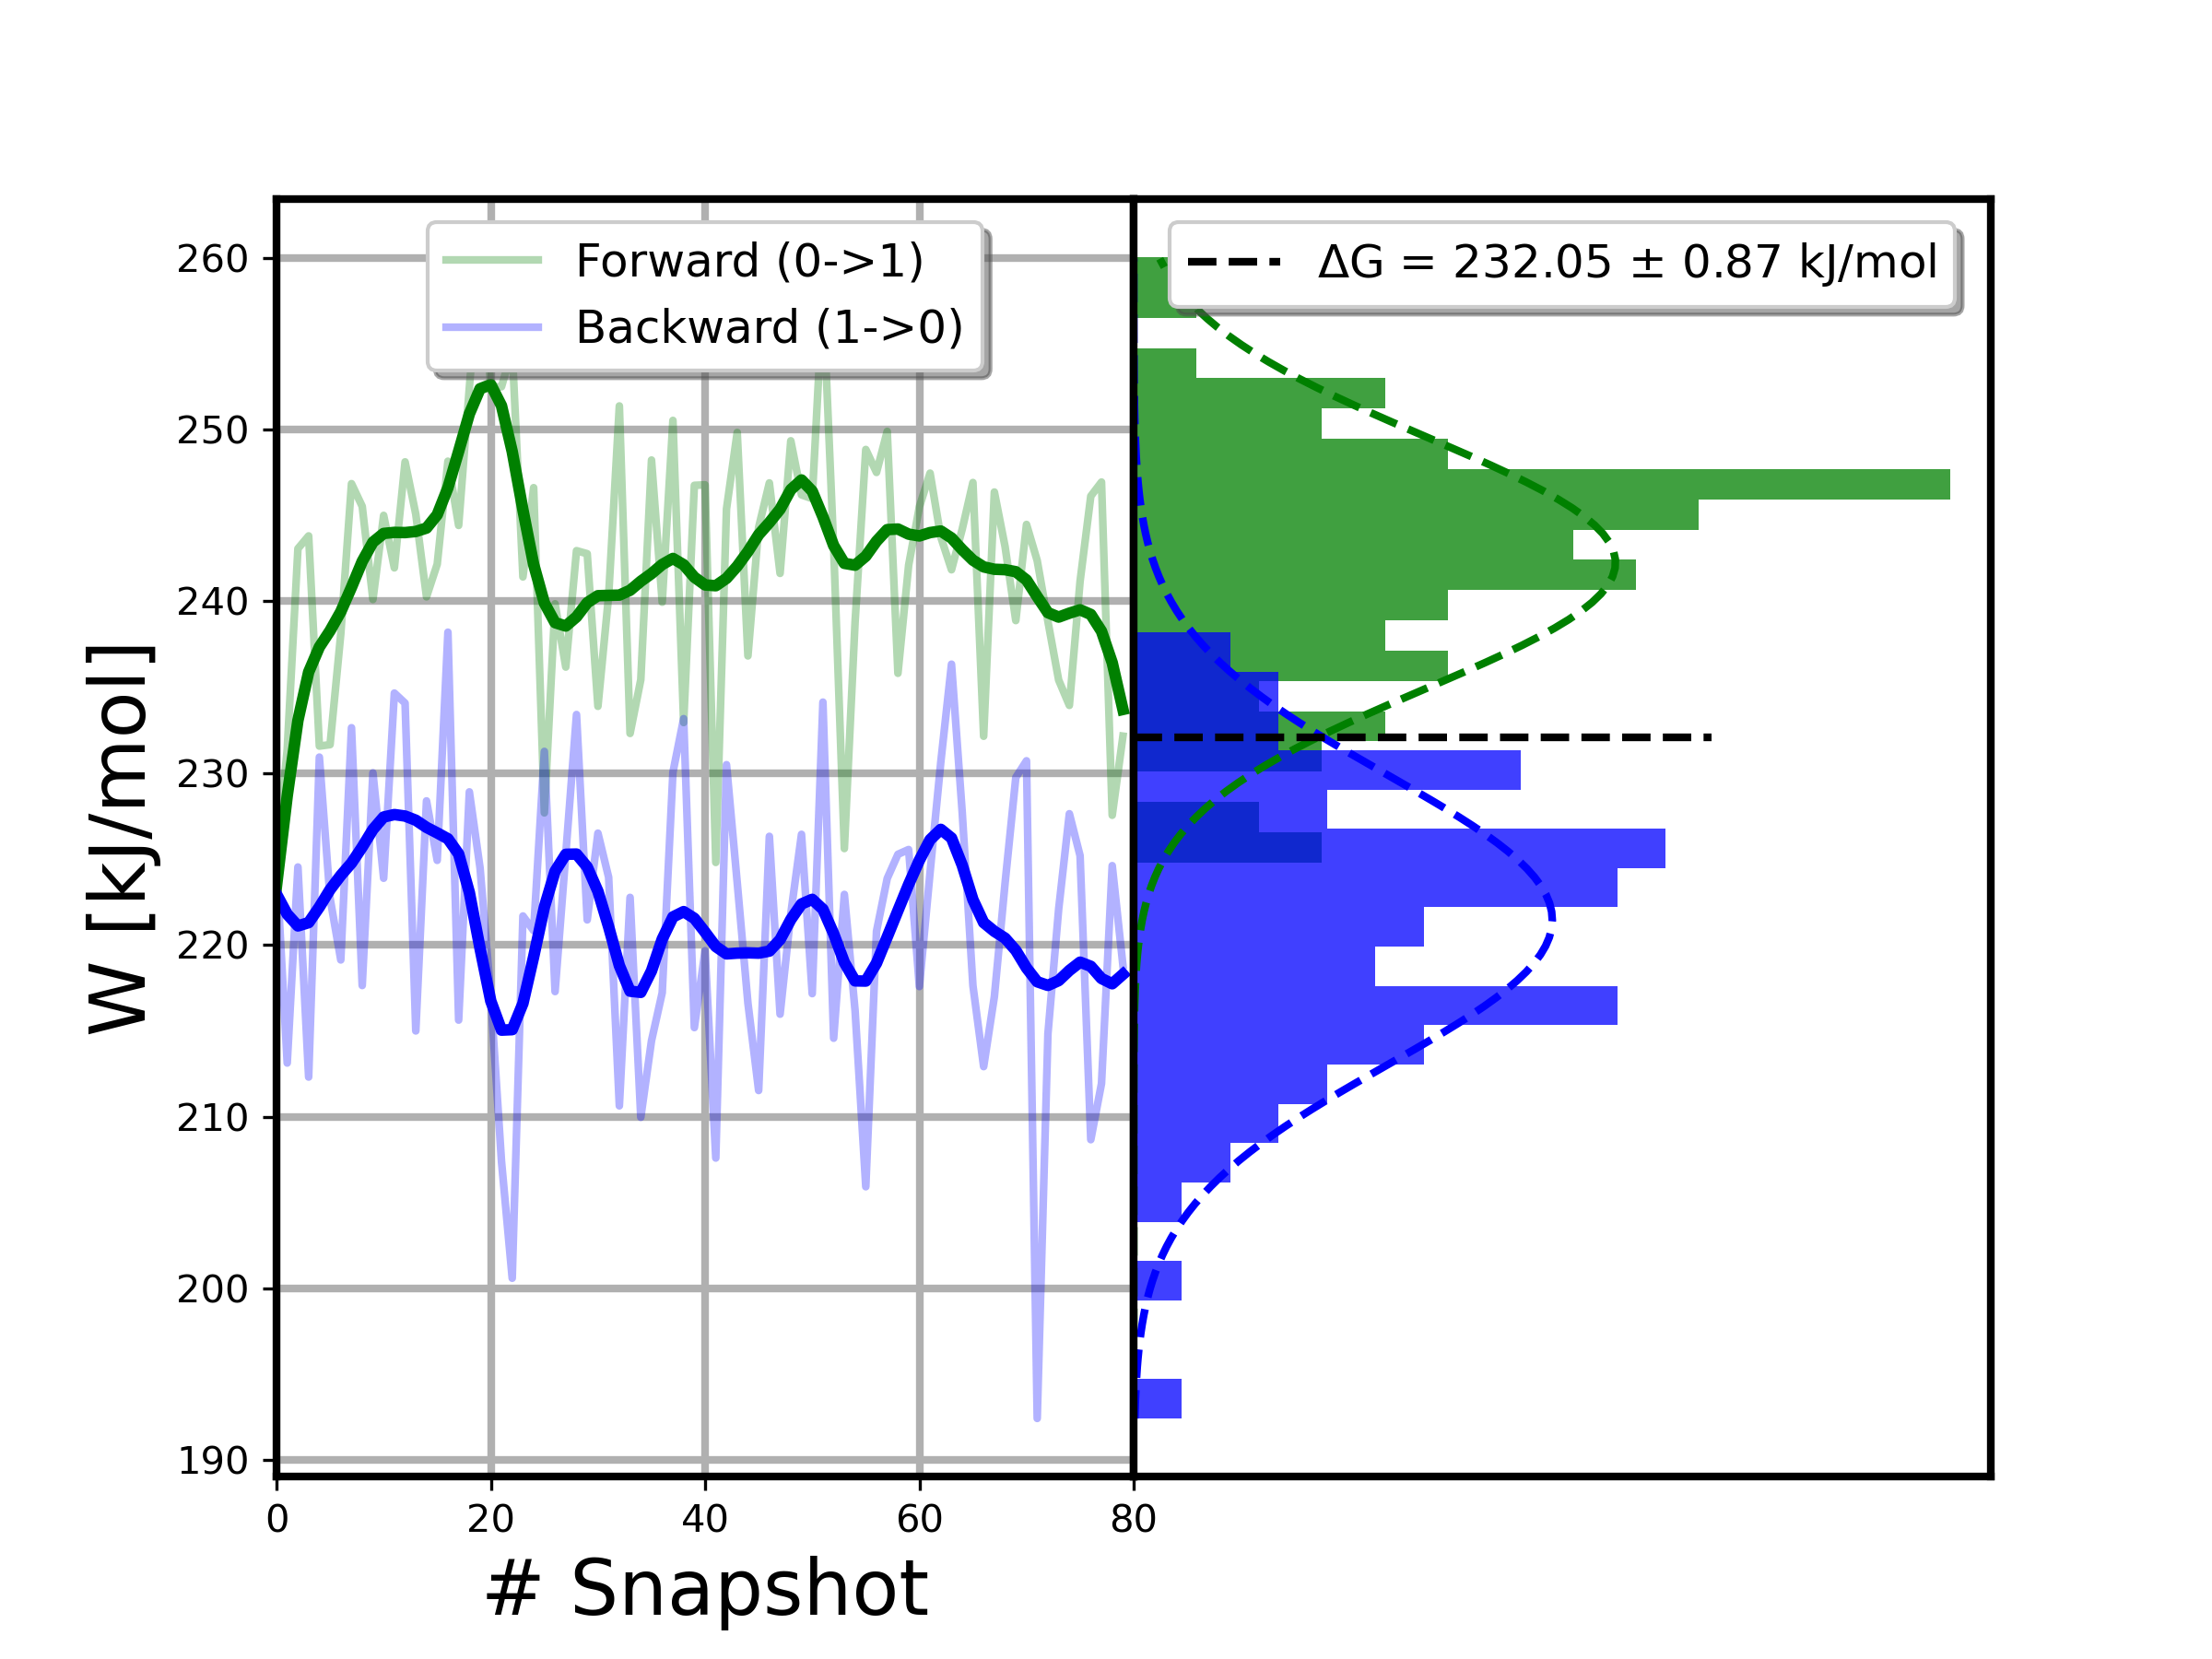 Forward (0->1)
Backward (1->0)
ΔG = 232.05 ± 0.87 kJ/mol
W [kJ/mol]
260
250
240
230
220
210
200
190
0 20 40 60 80
# Snapshot